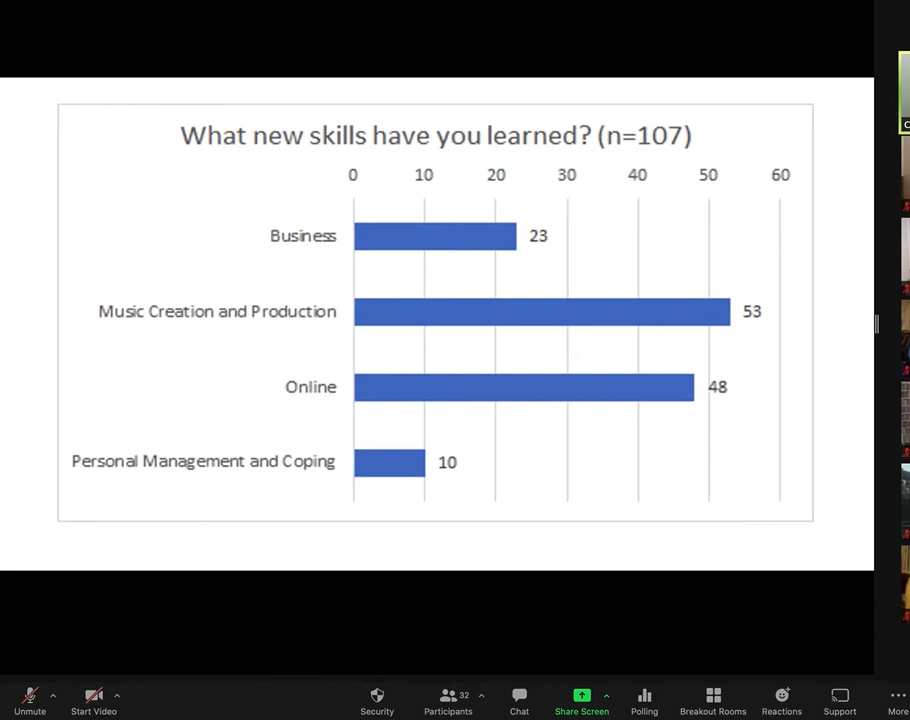 What new skills have you learned? (n=107)
0 10 20 30 40 50 60
Business 23
Music Creation and Production 53
Online 48
Personal Management and Coping 10
Unmute Start Video Security Participants 32 Chat Share Screen Polling Breakout Rooms Reactions Support More